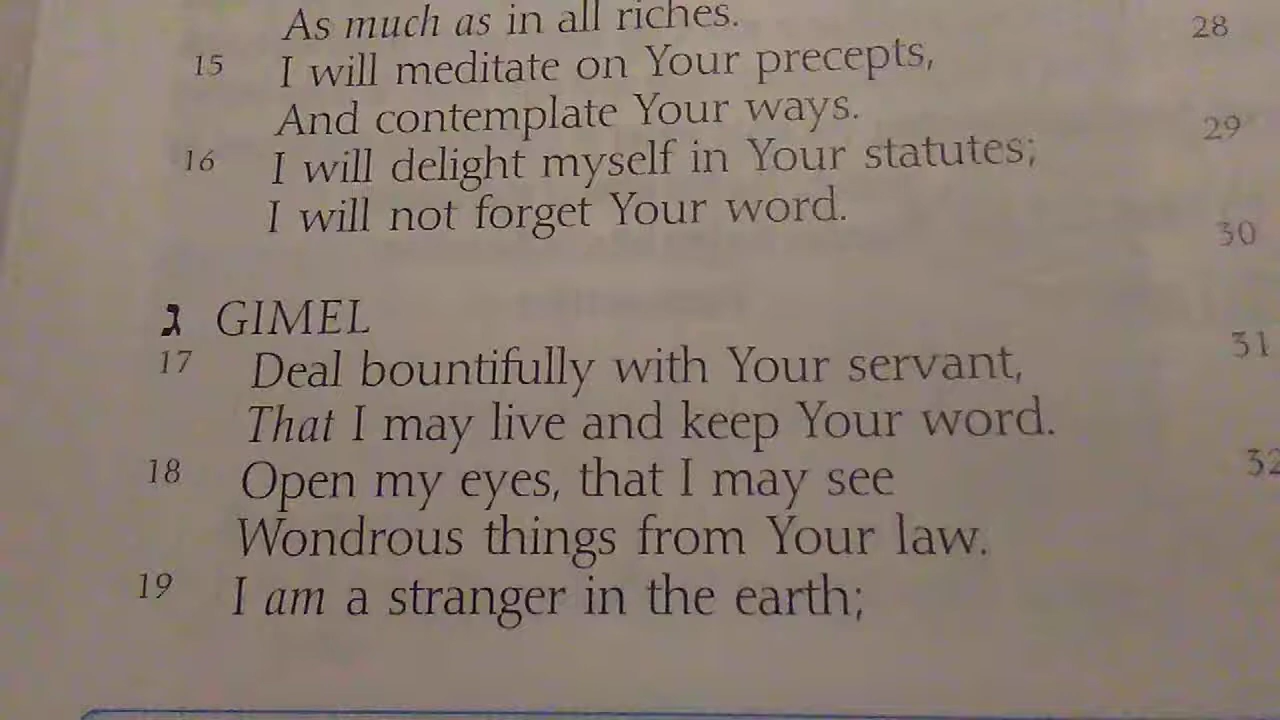 As much as in all riches.
15 I will meditate on Your precepts,
And contemplate Your ways.
16 I will delight myself in Your statutes;
I will not forget Your word.
ג GIMEL
17 Deal bountifully with Your servant,
That I may live and keep Your word.
18 Open my eyes, that I may see
Wondrous things from Your law.
19 I am a stranger in the earth;
28
29
30
31
32